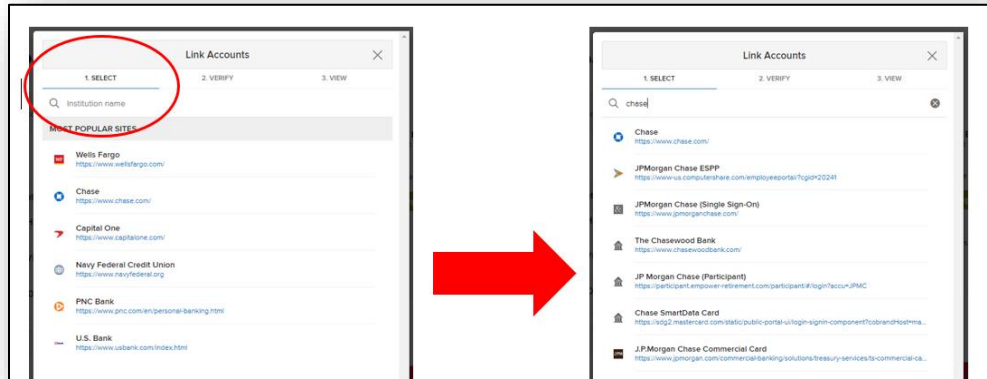 Link Accounts
1. SELECT 2. VERIFY 3. VIEW
Institution name
MOST POPULAR SITES
Wells Fargo
https://www.wellsfargo.com/
Chase
https://www.chase.com/
Capital One
https://www.capitalone.com/
Navy Federal Credit Union
https://www.navyfederal.org
PNC Bank
https://www.pnc.com/en/personal-banking.html
U.S. Bank
https://www.usbank.com/index.html
Link Accounts
1. SELECT 2. VERIFY 3. VIEW
chase
Chase
https://www.chase.com/
JPMorgan Chase ESPP
https://www-us.computershare.com/employeeportal/?cgid=20241
JPMorgan Chase (Single Sign-On)
https://www.jpmorganchase.com/
The Chasewood Bank
https://www.chasewoodbank.com/
JP Morgan Chase (Participant)
https://participant.empower-retirement.com/participant/#/login?accu=JPMC
Chase SmartData Card
https://sdg2.mastercard.com/static/public-portal-ui/login-signin-component?cobrandHost=ma...
J.P.Morgan Chase Commercial Card
https://www.jpmorgan.com/commercial-banking/solutions/treasury-services/ts-commercial-ca...